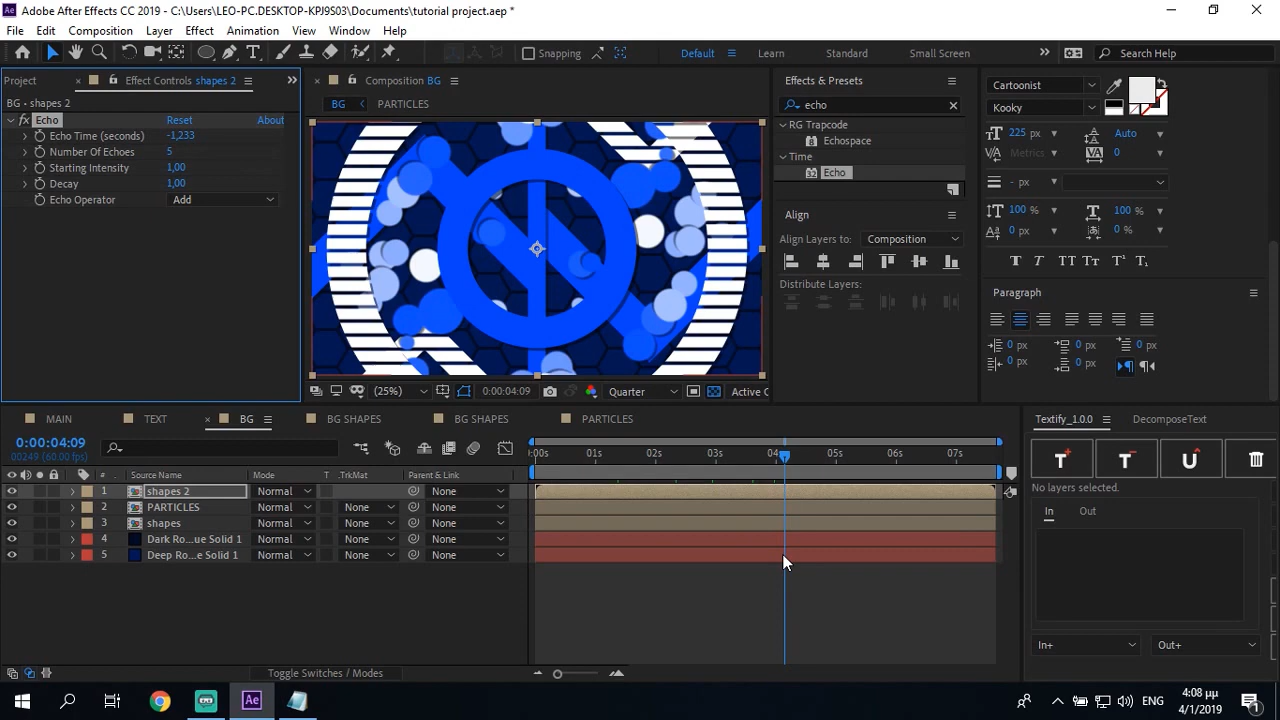 Adobe After Effects CC 2019 - C:\Users\LEO-PC.DESKTOP-KPJ9S03\Documents\tutorial project.aep *
File Edit Composition Layer Effect Animation View Window Help
Snapping Default Learn Standard Small Screen Search Help
Project Effect Controls shapes 2
BG • shapes 2
fx Echo Reset About
Echo Time (seconds) -1,233
Number Of Echoes 5
Starting Intensity 1,00
Decay 1,00
Echo Operator Add
Composition BG
BG PARTICLES
(25%) 0:00:04:09 Quarter Active C
Effects & Presets
echo
RG Trapcode
Echospace
Time
Echo
Align
Align Layers to: Composition
Distribute Layers:
Cartoonist
Kooky
225 px Auto
Metrics 0
- px
100 % 100 %
0 px 0 %
T T TT Tt T¹ T₁
Paragraph
0 px 0 px 0 px
0 px 0 px
MAIN TEXT BG BG SHAPES BG SHAPES PARTICLES
0:00:04:09
00249 (60.00 fps)
# Source Name Mode T .TrkMat Parent & Link
:00s 01s 02s 03s 04s 05s 06s 07s
1 shapes 2 Normal None
2 PARTICLES Normal None None
3 shapes Normal None None
4 Dark Ro...ue Solid 1 Normal None None
5 Deep Ro...e Solid 1 Normal None None
Toggle Switches / Modes
Textify_1.0.0 DecomposeText
No layers selected.
In Out
In+ Out+
Ae ENG 4:08 μμ
4/1/2019 1